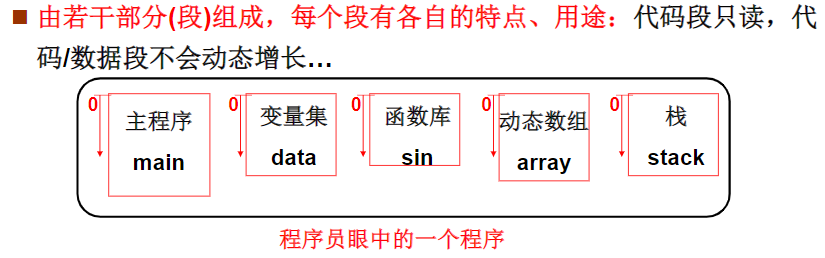 由若干部分(段)组成，每个段有各自的特点、用途：代码段只读，代
码/数据段不会动态增长…
0 主程序 0 变量集 0 函数库 0 动态数组 0 栈
main data sin array stack
程序员眼中的一个程序